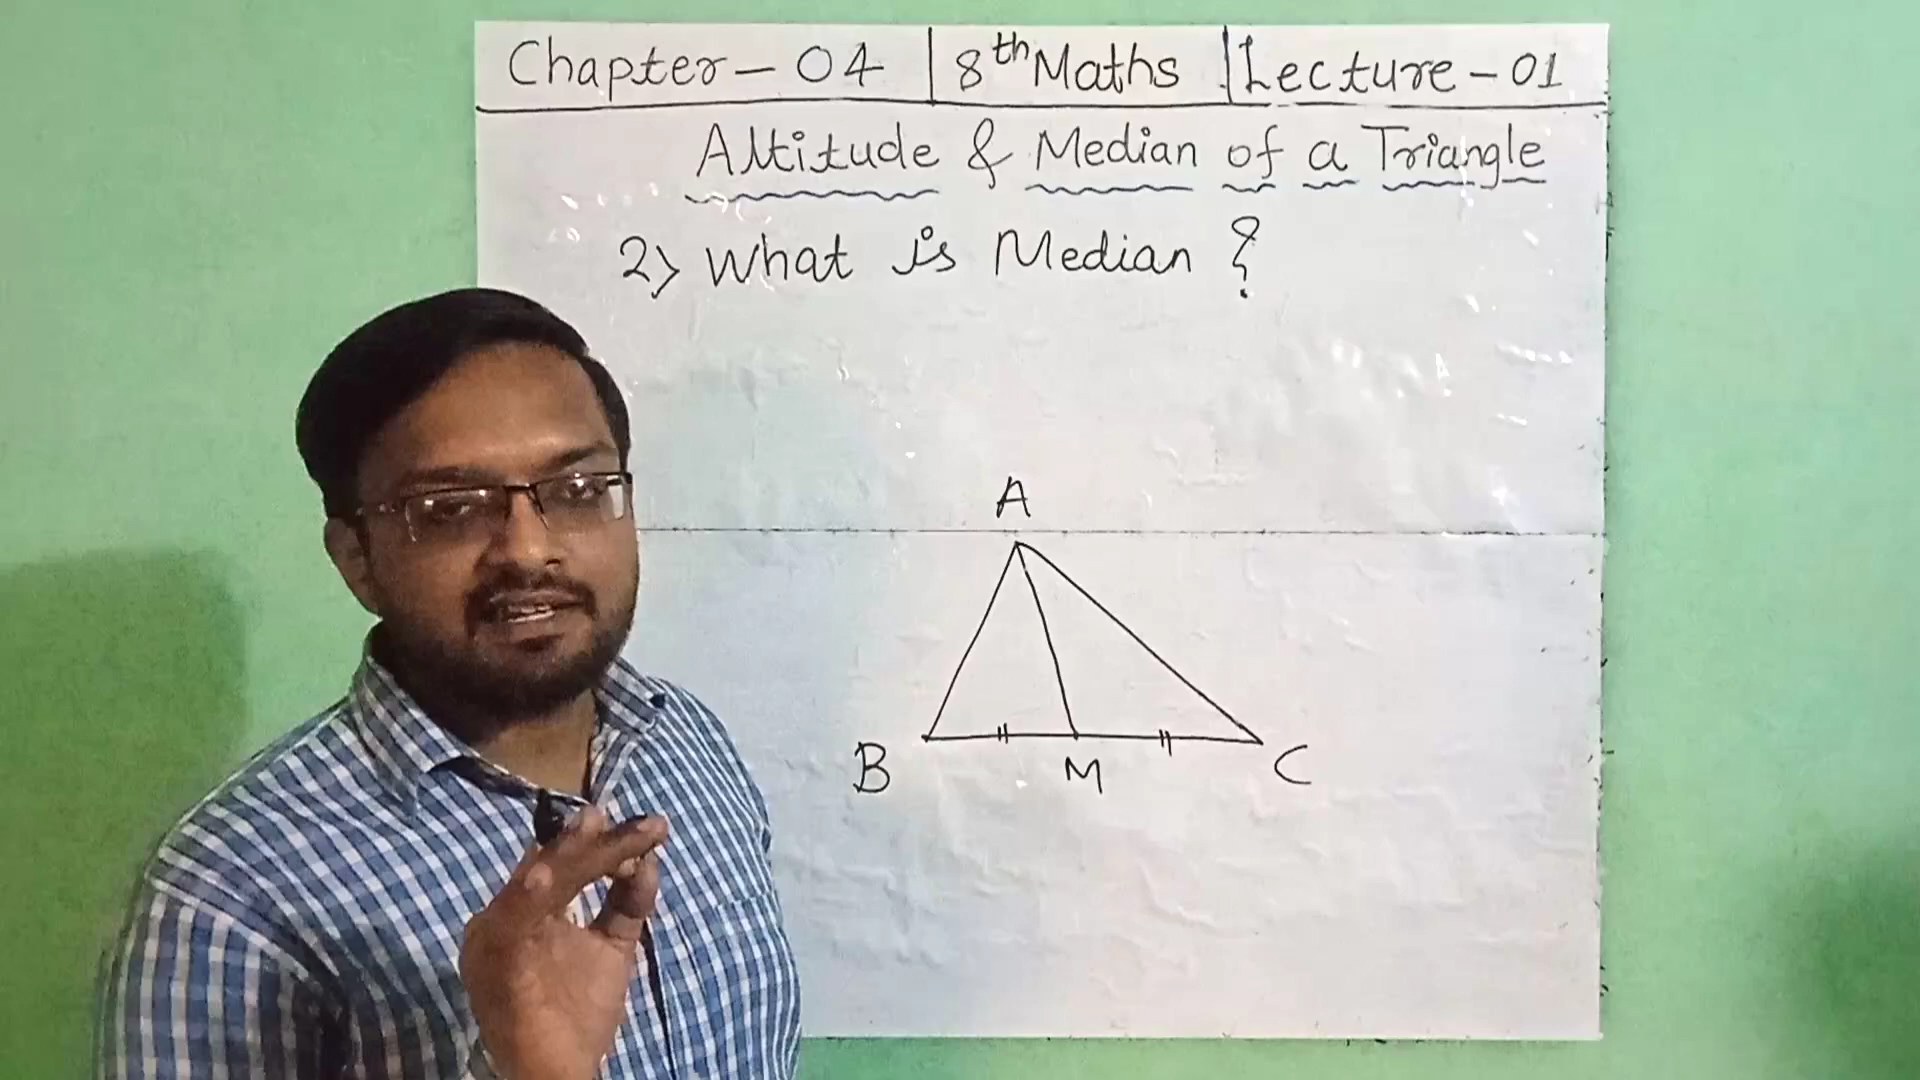 Chapter - 04 | 8th Maths | Lecture - 01
Altitude & Median of a Triangle
2) What is Median ?
A
B M C